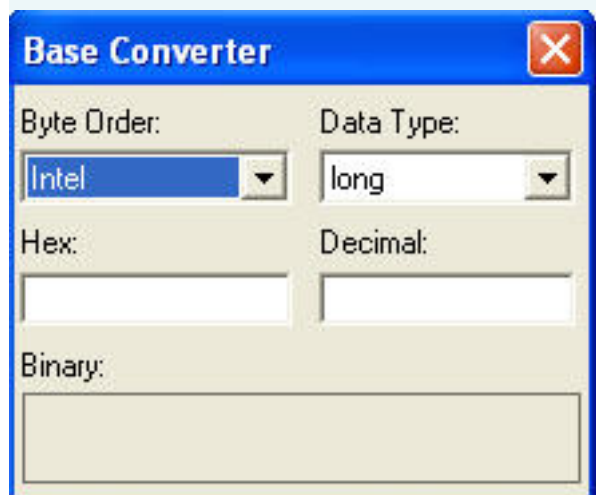 Base Converter
Byte Order: Data Type:
Intel long
Hex: Decimal:
Binary: